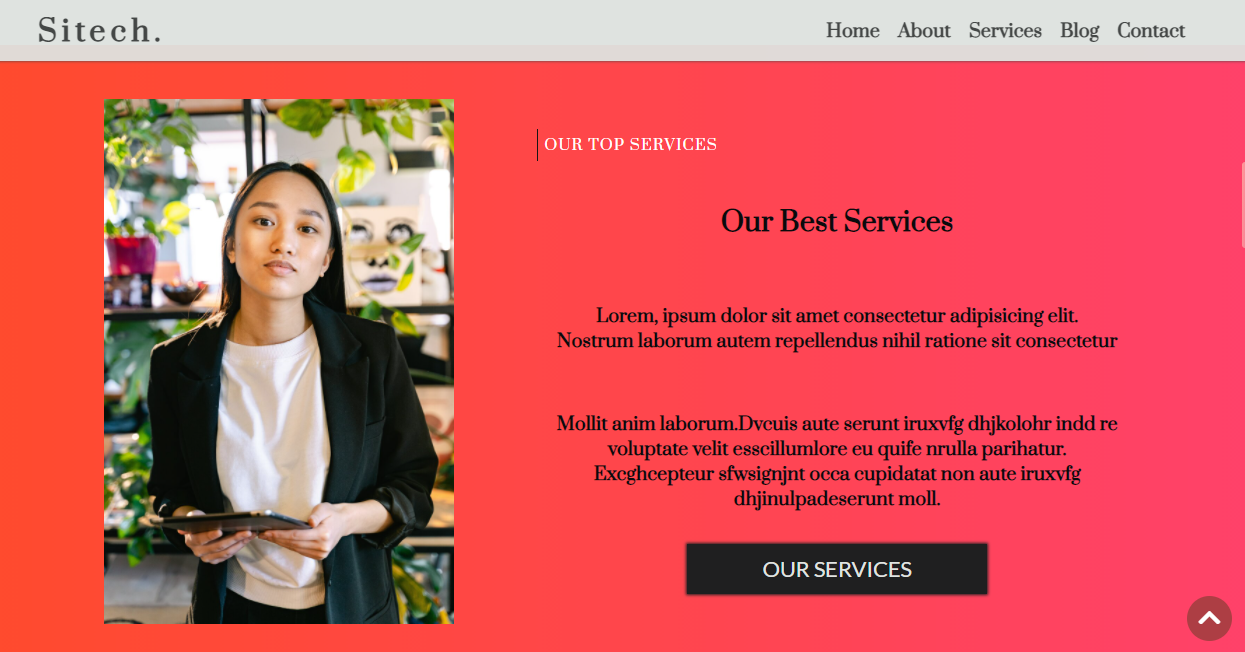 Sitech.
Home About Services Blog Contact
OUR TOP SERVICES
Our Best Services
Lorem, ipsum dolor sit amet consectetur adipisicing elit.
Nostrum laborum autem repellendus nihil ratione sit consectetur
Mollit anim laborum.Dvcuis aute serunt iruxvfg dhjkolohr indd re
voluptate velit esscillumlore eu quife nrulla parihatur.
Excghcepteur sfwsignjnt occa cupidatat non aute iruxvfg
dhjinulpadeserunt moll.
OUR SERVICES